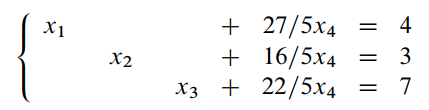 x₁ + 27/5x₄ = 4
x₂ + 16/5x₄ = 3
x₃ + 22/5x₄ = 7